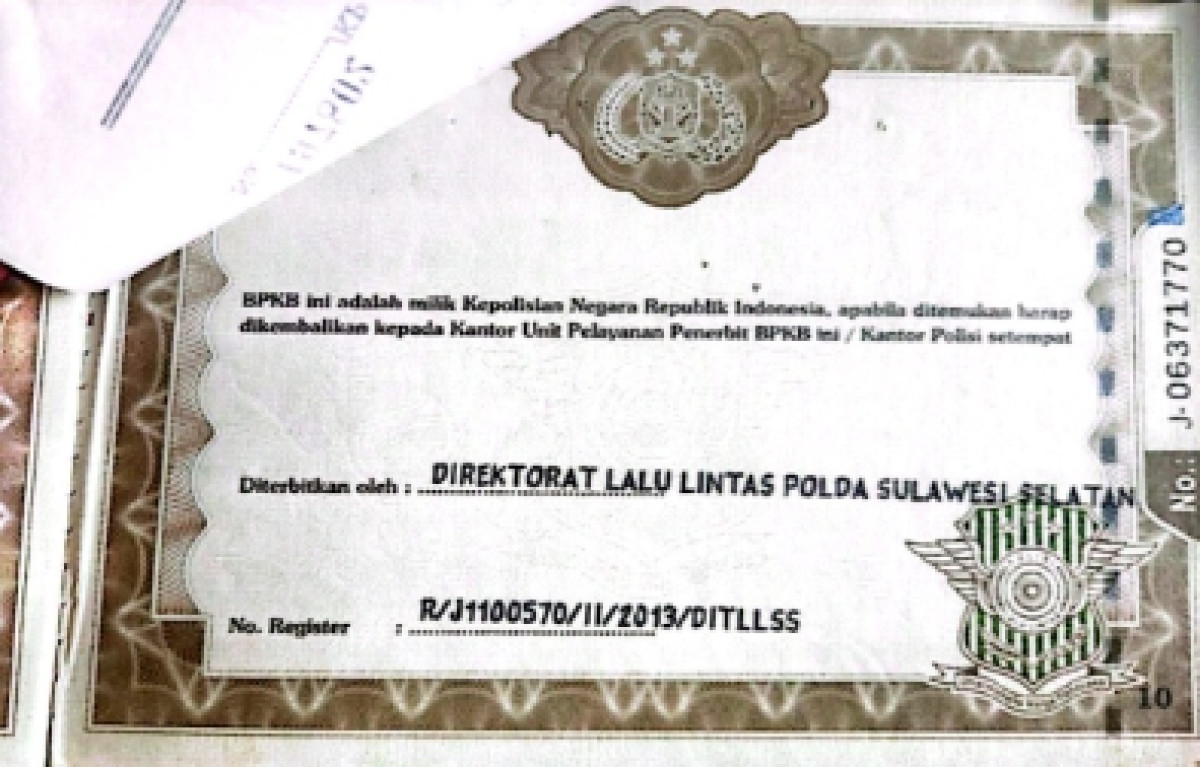 BPKB ini adalah milik Kepolisian Negara Republik Indonesia, apabila ditemukan harap
dikembalikan kepada Kantor Unit Pelayanan Penerbit BPKB ini / Kantor Polisi setempat
Diterbitkan oleh : DIREKTORAT LALU LINTAS POLDA SULAWESI SELATAN
No. Register : R/J1100570/II/2013/DITLLSS
No.: J-06371770
10